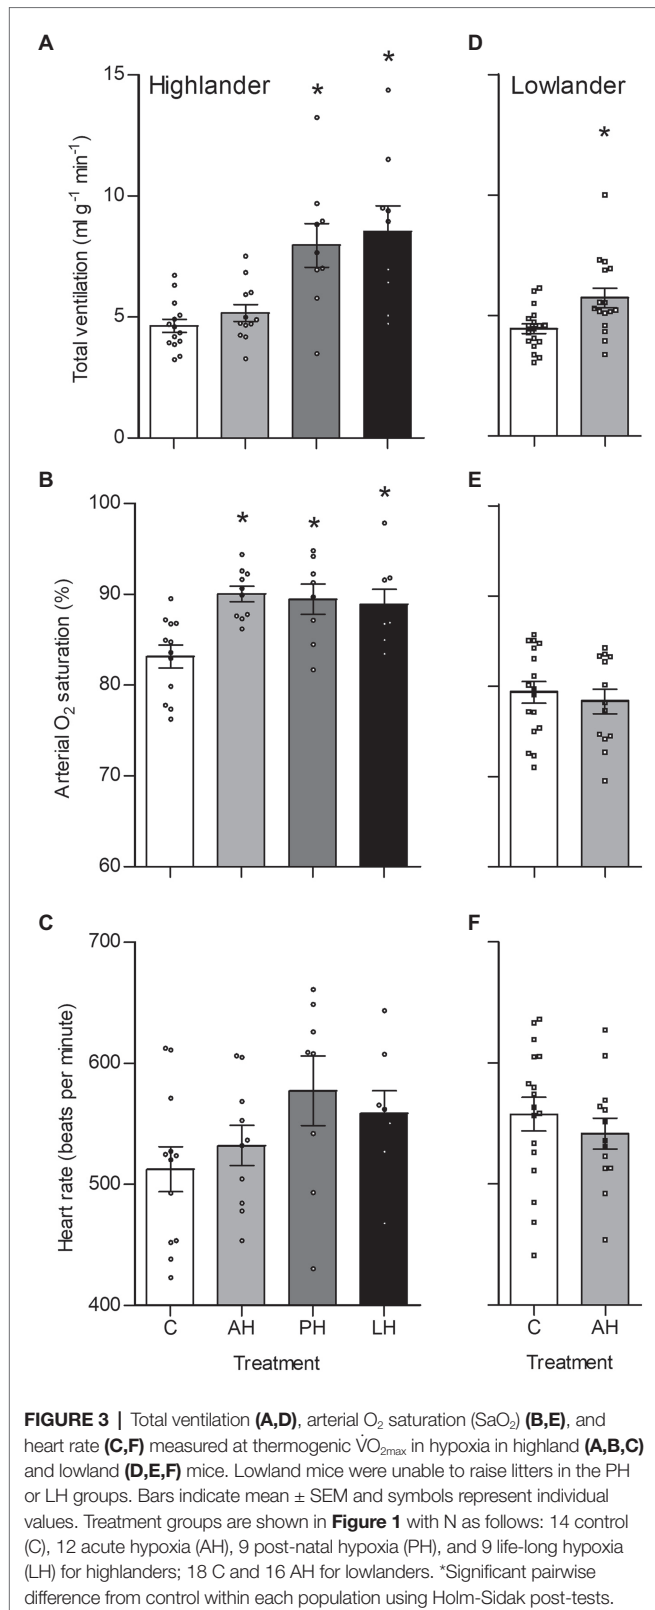 A
D
Highlander
Lowlander
* *
*
15
10
5
0
Total ventilation (ml g⁻¹ min⁻¹)
B
E
* * *
100
90
80
70
60
Arterial O₂ saturation (%)
C
F
700
600
500
400
Heart rate (beats per minute)
C AH PH LH
C AH
Treatment
Treatment
FIGURE 3 | Total ventilation (A,D), arterial O₂ saturation (SaO₂) (B,E), and
heart rate (C,F) measured at thermogenic V̇O₂max in hypoxia in highland (A,B,C)
and lowland (D,E,F) mice. Lowland mice were unable to raise litters in the PH
or LH groups. Bars indicate mean ± SEM and symbols represent individual
values. Treatment groups are shown in Figure 1 with N as follows: 14 control
(C), 12 acute hypoxia (AH), 9 post-natal hypoxia (PH), and 9 life-long hypoxia
(LH) for highlanders; 18 C and 16 AH for lowlanders. *Significant pairwise
difference from control within each population using Holm-Sidak post-tests.